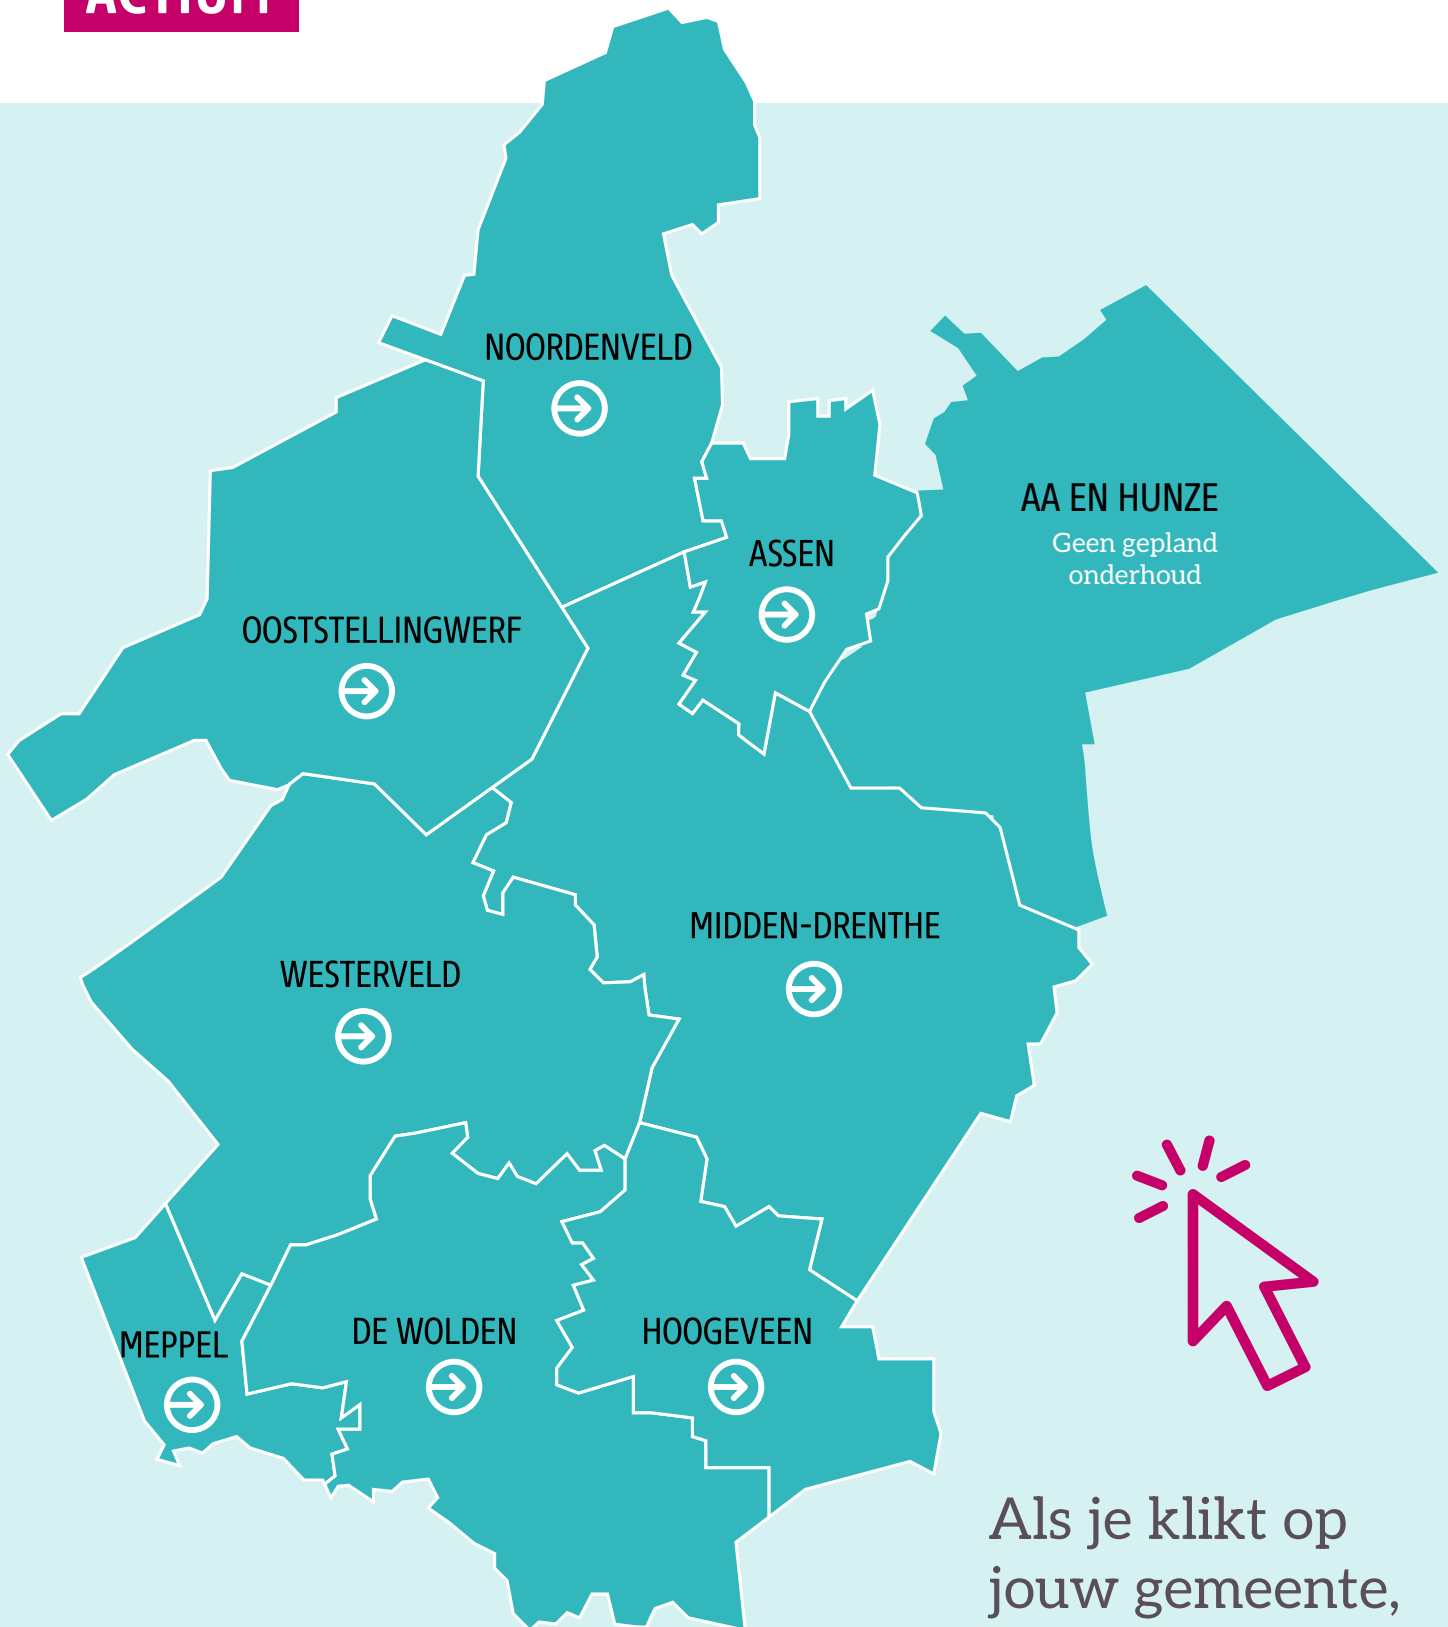 ACTIUM
NOORDENVELD
AA EN HUNZE
Geen gepland
onderhoud
ASSEN
OOSTSTELLINGWERF
MIDDEN-DRENTHE
WESTERVELD
DE WOLDEN
HOOGEVEEN
MEPPEL
Als je klikt op
jouw gemeente,